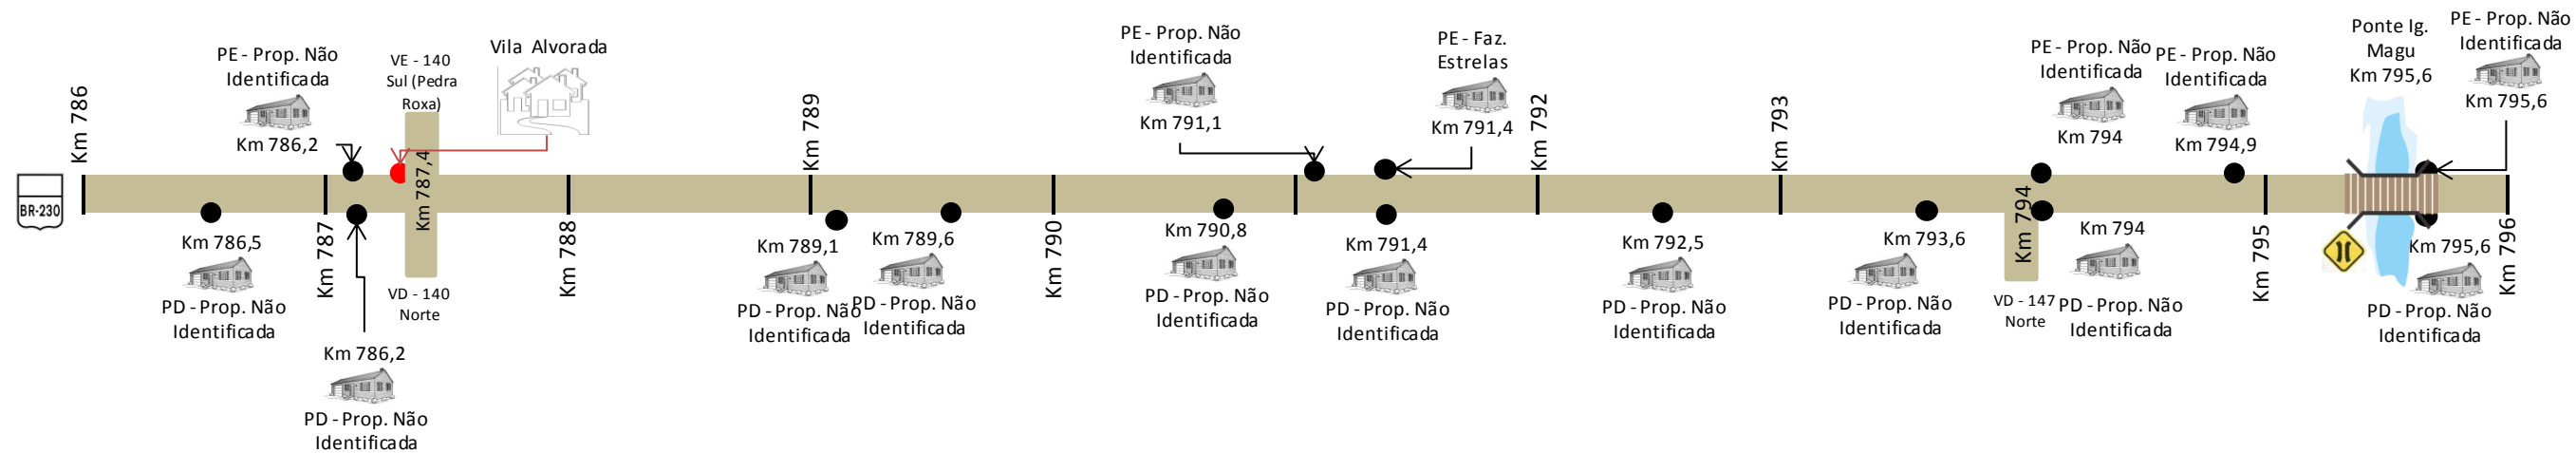 BR-230
Km 786
PE - Prop. Não
Identificada
Km 786,2
VE - 140
Sul (Pedra
Roxa)
Vila Alvorada
Km 787,4
Km 786,5
PD - Prop. Não
Identificada
Km 787
Km 786,2
PD - Prop. Não
Identificada
VD - 140
Norte
Km 788
Km 789
Km 789,1
PD - Prop. Não
Identificada
Km 789,6
PD - Prop. Não
Identificada
Km 790
PE - Prop. Não
Identificada
Km 791,1
PE - Faz.
Estrelas
Km 791,4
Km 790,8
PD - Prop. Não
Identificada
Km 791,4
PD - Prop. Não
Identificada
Km 792
Km 792,5
PD - Prop. Não
Identificada
Km 793
Km 793,6
PD - Prop. Não
Identificada
PE - Prop. Não
Identificada
Km 794
PE - Prop. Não
Identificada
Km 794,9
Km 794
VD - 147
Norte
Km 794
PD - Prop. Não
Identificada
Km 795
Ponte Ig.
Magu
Km 795,6
PE - Prop. Não
Identificada
Km 795,6
Km 795,6
PD - Prop. Não
Identificada
Km 796